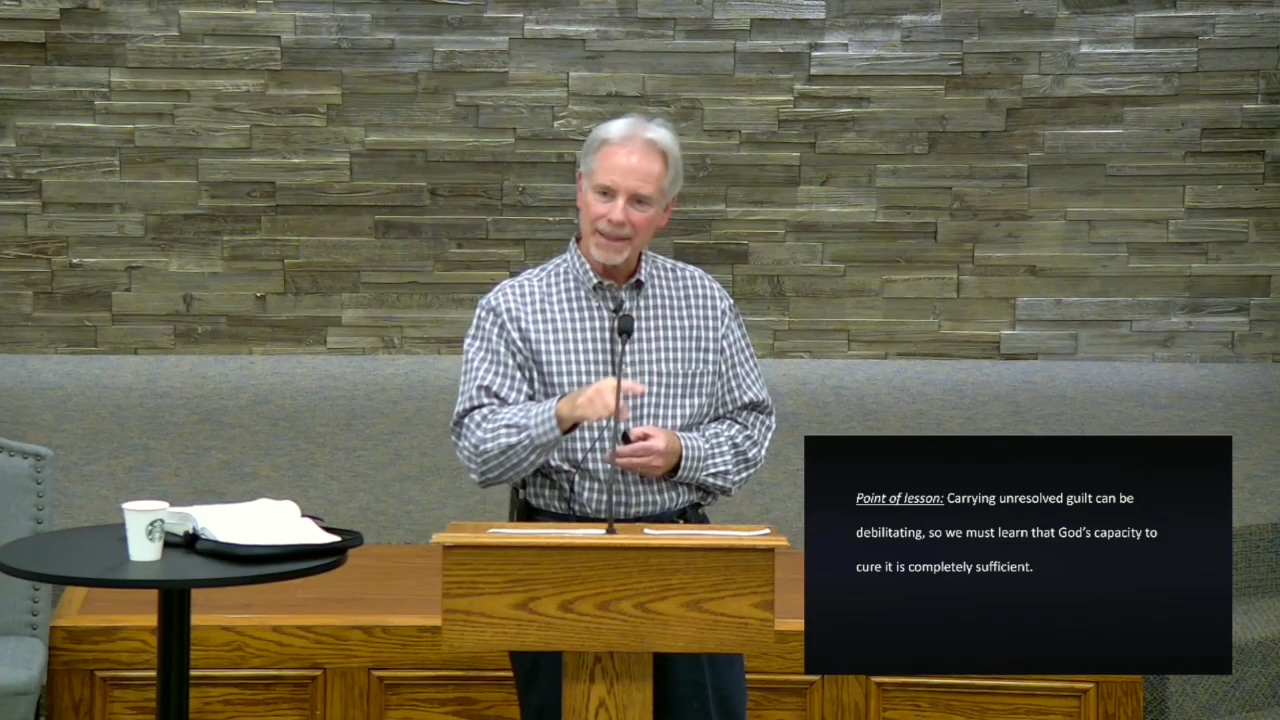 Point of lesson: Carrying unresolved guilt can be
debilitating, so we must learn that God's capacity to
cure it is completely sufficient.